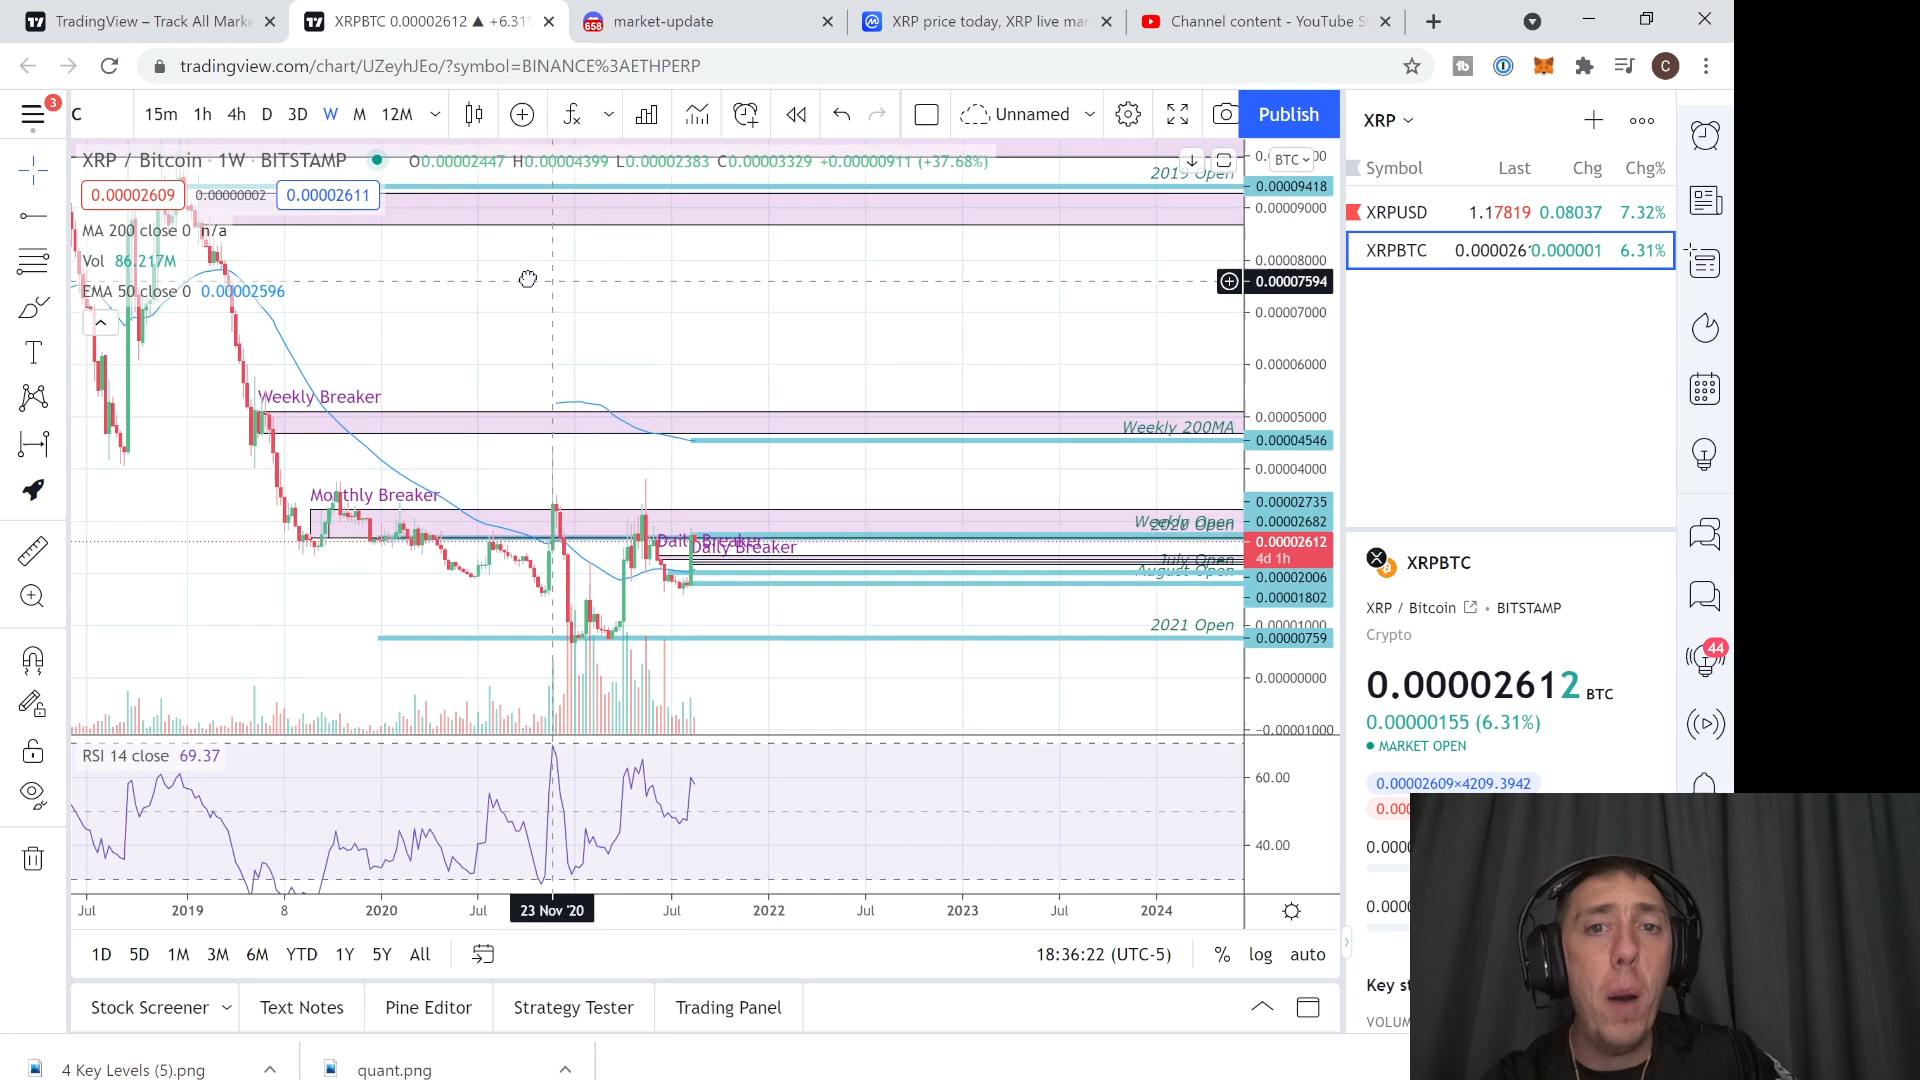 TradingView – Track All Marke
XRPBTC 0.00002612 ▲ +6.31%
658
market-update
XRP price today, XRP live mar
Channel content - YouTube S
tradingview.com/chart/UZeyhJEo/?symbol=BINANCE%3AETHPERP
tb
C
3
C
15m
1h
4h
D
3D
W
M
12M
Unnamed
Publish
XRP
XRP / Bitcoin · 1W · BITSTAMP
O0.00002447 H0.00004399 L0.00002383 C0.00003329 +0.00000911 (+37.68%)
BTC
2019 Open
0.00009418
0.00002609
0.00000002
0.00002611
0.00009000
MA 200 close 0 n/a
Vol 86.217M
0.00008000
EMA 50 close 0 0.00002596
0.00007594
0.00007000
0.00006000
Weekly Breaker
0.00005000
Weekly 200MA
0.00004546
0.00004000
Monthly Breaker
0.00002735
Weekly Open
2020 Open
0.00002682
Daily Breaker
0.00002612
Daily Breaker
4d 1h
July Open
August Open
0.00002006
0.00001802
2021 Open
0.00001000
0.00000759
0.00000000
−0.00001000
RSI 14 close 69.37
60.00
40.00
Jul
2019
8
2020
Jul
23 Nov '20
Jul
2022
Jul
2023
Jul
2024
1D
5D
1M
3M
6M
YTD
1Y
5Y
All
18:36:22 (UTC-5)
%
log
auto
Stock Screener
Text Notes
Pine Editor
Strategy Tester
Trading Panel
4 Key Levels (5).png
quant.png
Symbol
Last
Chg
Chg%
XRPUSD
1.17819
0.08037
7.32%
XRPBTC
0.000026
0.000001
6.31%
XRPBTC
XRP / Bitcoin
• BITSTAMP
Crypto
0.00002612 BTC
0.00000155 (6.31%)
MARKET OPEN
0.00002609×4209.3942
44